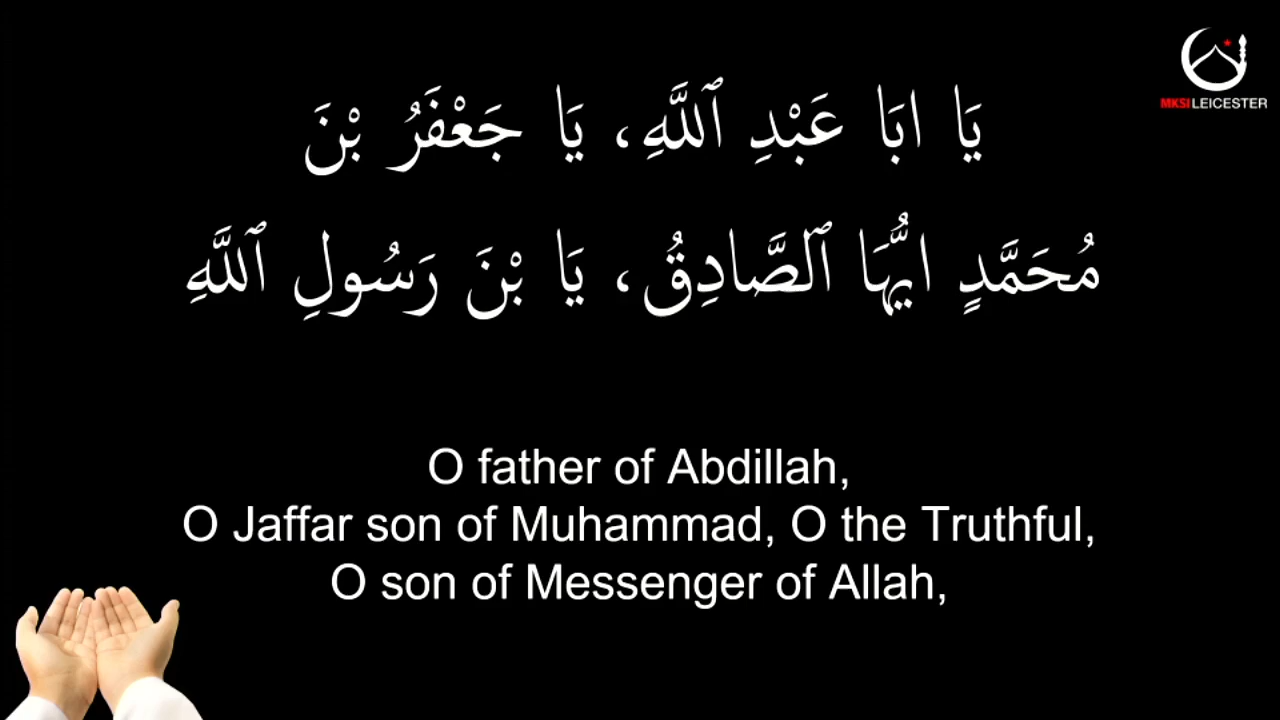 MKSI LEICESTER
يَا ابَا عَبْدِ ٱللَّهِ، يَا جَعْفَرُ بْنَ
مُحَمَّدٍ ايُّهَا ٱلصَّادِقُ، يَا بْنَ رَسُولِ ٱللَّهِ
O father of Abdillah,
O Jaffar son of Muhammad, O the Truthful,
O son of Messenger of Allah,